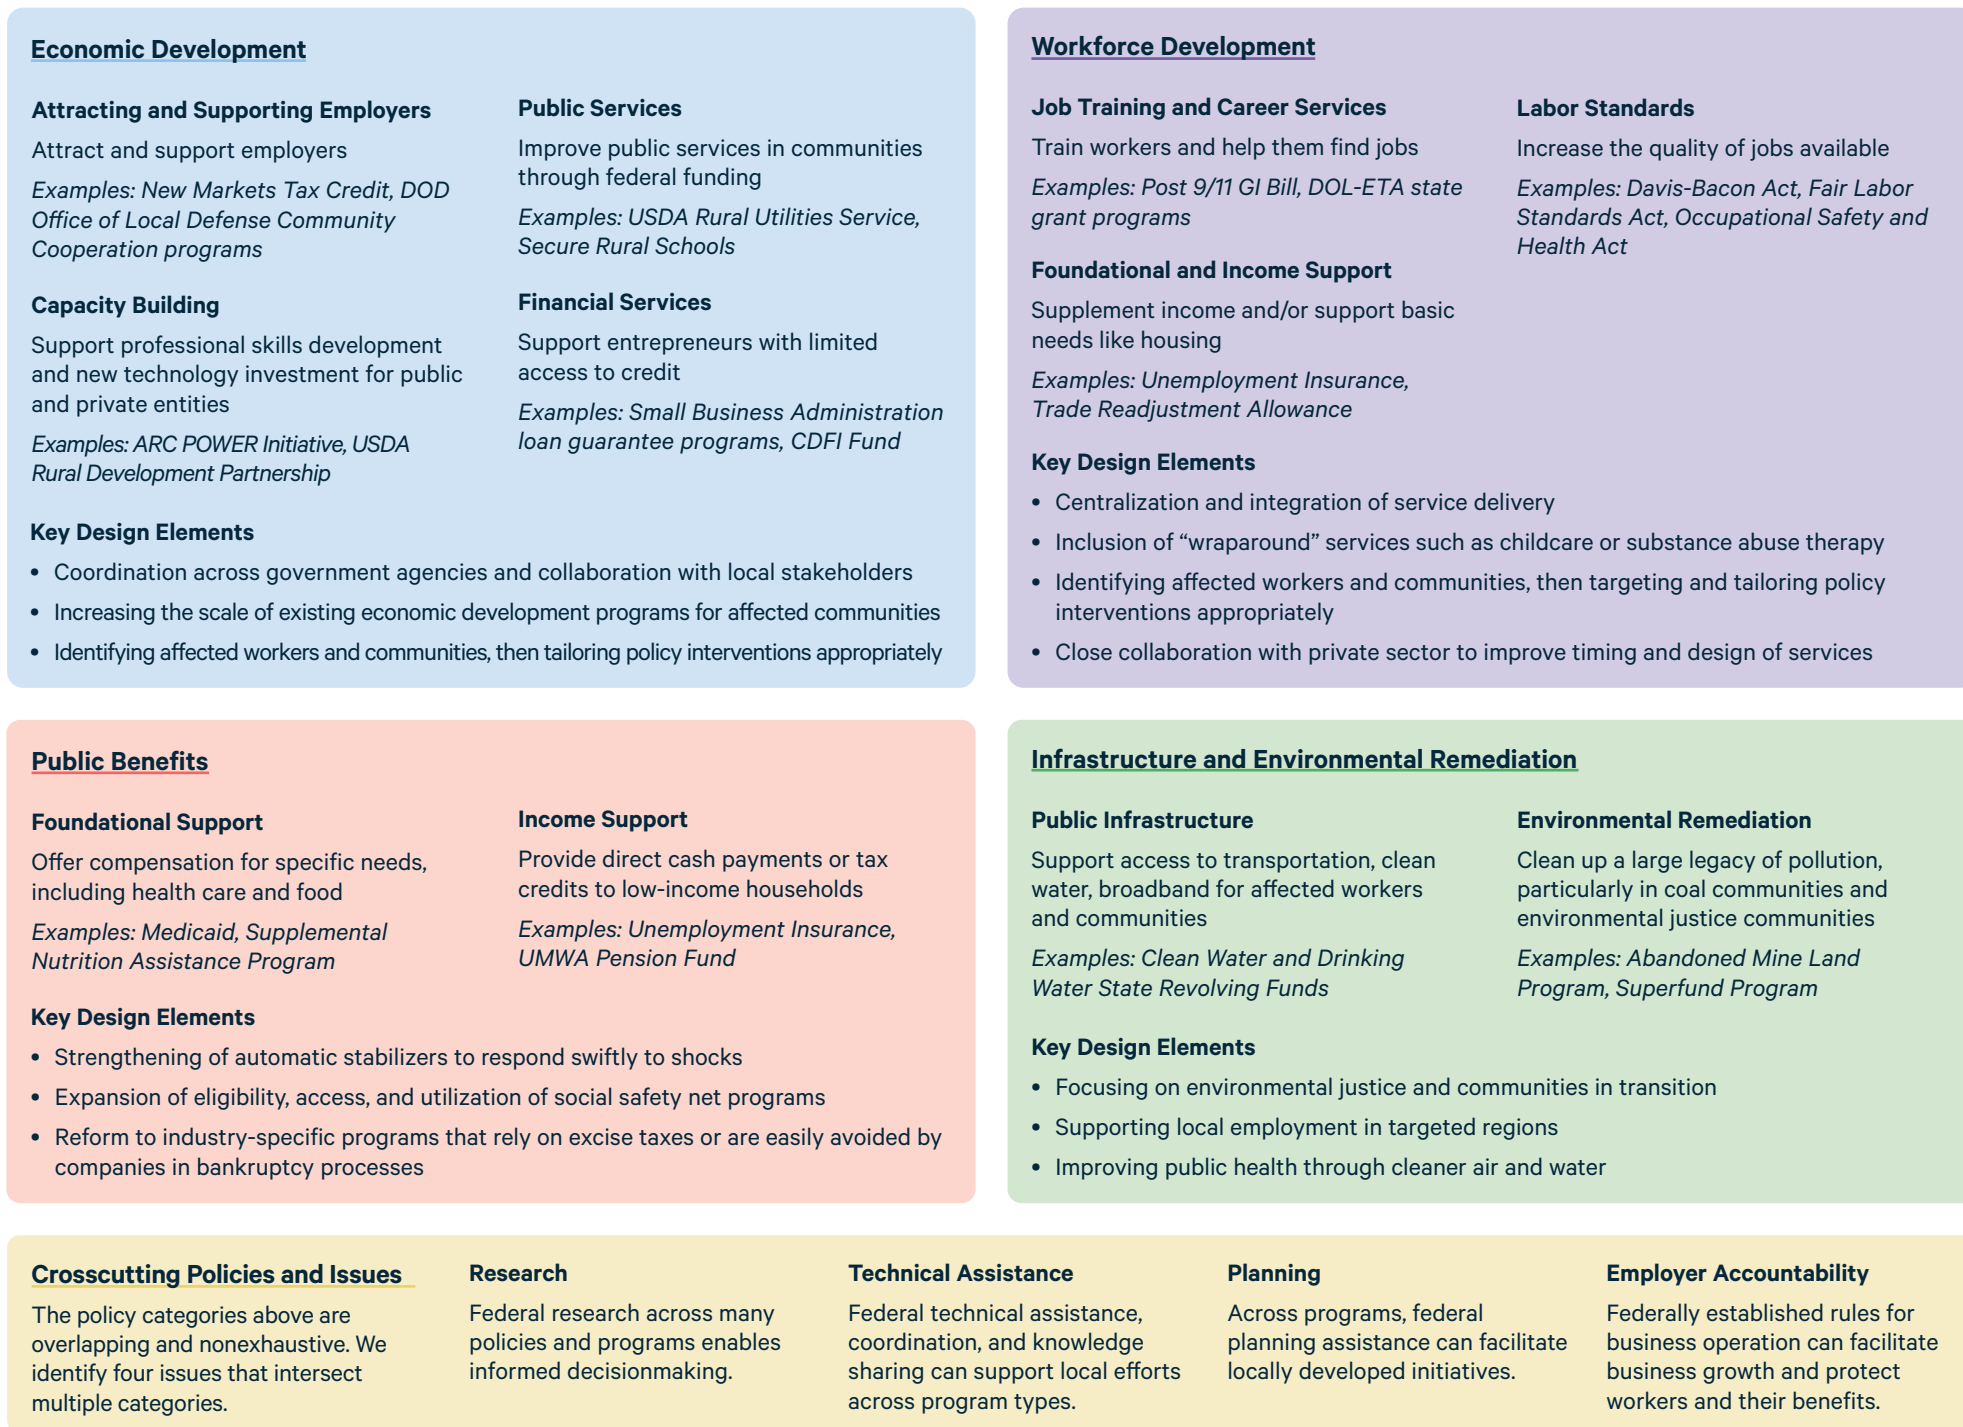 Economic Development
Attracting and Supporting Employers
Attract and support employers
Examples: New Markets Tax Credit, DOD
Office of Local Defense Community
Cooperation programs
Capacity Building
Support professional skills development
and new technology investment for public
and private entities
Examples: ARC POWER Initiative, USDA
Rural Development Partnership
Public Services
Improve public services in communities
through federal funding
Examples: USDA Rural Utilities Service,
Secure Rural Schools
Financial Services
Support entrepreneurs with limited
access to credit
Examples: Small Business Administration
loan guarantee programs, CDFI Fund
Key Design Elements
• Coordination across government agencies and collaboration with local stakeholders
• Increasing the scale of existing economic development programs for affected communities
• Identifying affected workers and communities, then tailoring policy interventions appropriately
Workforce Development
Job Training and Career Services
Train workers and help them find jobs
Examples: Post 9/11 GI Bill, DOL-ETA state
grant programs
Foundational and Income Support
Supplement income and/or support basic
needs like housing
Examples: Unemployment Insurance,
Trade Readjustment Allowance
Labor Standards
Increase the quality of jobs available
Examples: Davis-Bacon Act, Fair Labor
Standards Act, Occupational Safety and
Health Act
Key Design Elements
• Centralization and integration of service delivery
• Inclusion of “wraparound” services such as childcare or substance abuse therapy
• Identifying affected workers and communities, then targeting and tailoring policy
interventions appropriately
• Close collaboration with private sector to improve timing and design of services
Public Benefits
Foundational Support
Offer compensation for specific needs,
including health care and food
Examples: Medicaid, Supplemental
Nutrition Assistance Program
Income Support
Provide direct cash payments or tax
credits to low-income households
Examples: Unemployment Insurance,
UMWA Pension Fund
Key Design Elements
• Strengthening of automatic stabilizers to respond swiftly to shocks
• Expansion of eligibility, access, and utilization of social safety net programs
• Reform to industry-specific programs that rely on excise taxes or are easily avoided by
companies in bankruptcy processes
Infrastructure and Environmental Remediation
Public Infrastructure
Support access to transportation, clean
water, broadband for affected workers
and communities
Examples: Clean Water and Drinking
Water State Revolving Funds
Environmental Remediation
Clean up a large legacy of pollution,
particularly in coal communities and
environmental justice communities
Examples: Abandoned Mine Land
Program, Superfund Program
Key Design Elements
• Focusing on environmental justice and communities in transition
• Supporting local employment in targeted regions
• Improving public health through cleaner air and water
Crosscutting Policies and Issues
The policy categories above are
overlapping and nonexhaustive. We
identify four issues that intersect
multiple categories.
Research
Federal research across many
policies and programs enables
informed decisionmaking.
Technical Assistance
Federal technical assistance,
coordination, and knowledge
sharing can support local efforts
across program types.
Planning
Across programs, federal
planning assistance can facilitate
locally developed initiatives.
Employer Accountability
Federally established rules for
business operation can facilitate
business growth and protect
workers and their benefits.